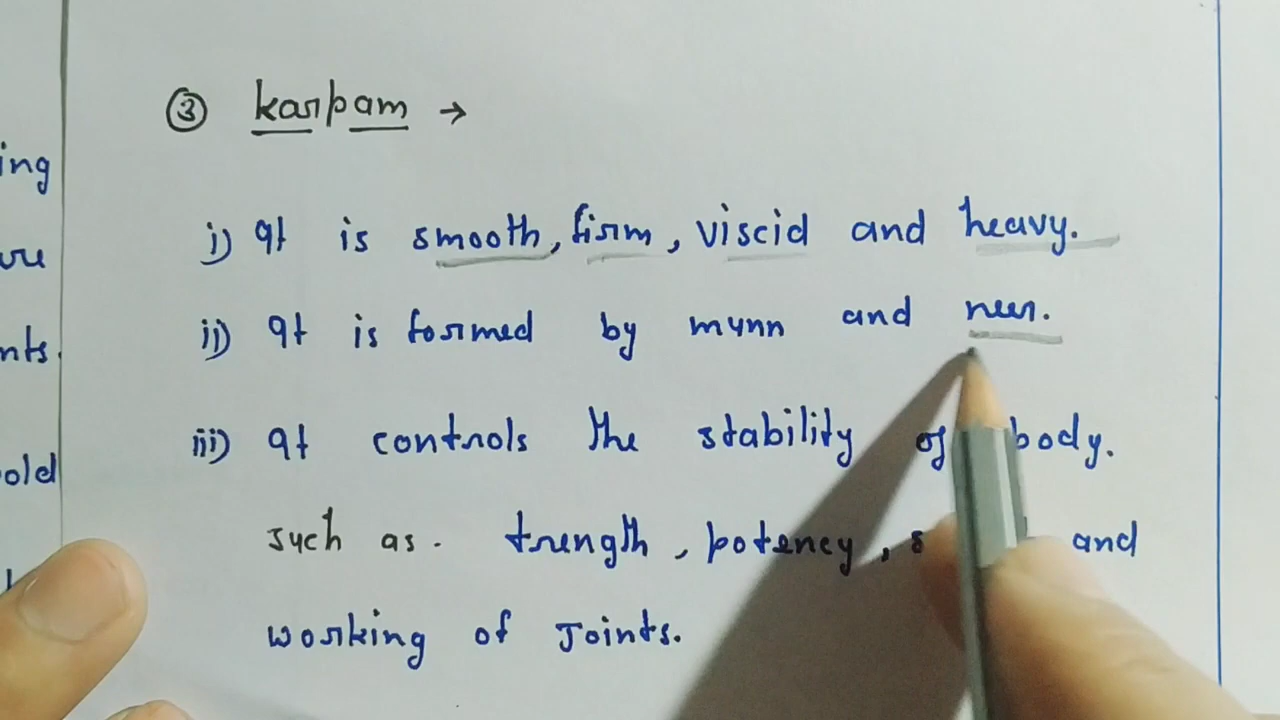 ing
ure
nts.
old
③ karpam →
i) It is smooth, firm, viscid and heavy.
ii) It is formed by mynn and neer.
iii) It controls the stability of body.
such as. trength, potency, and
working of Joints.